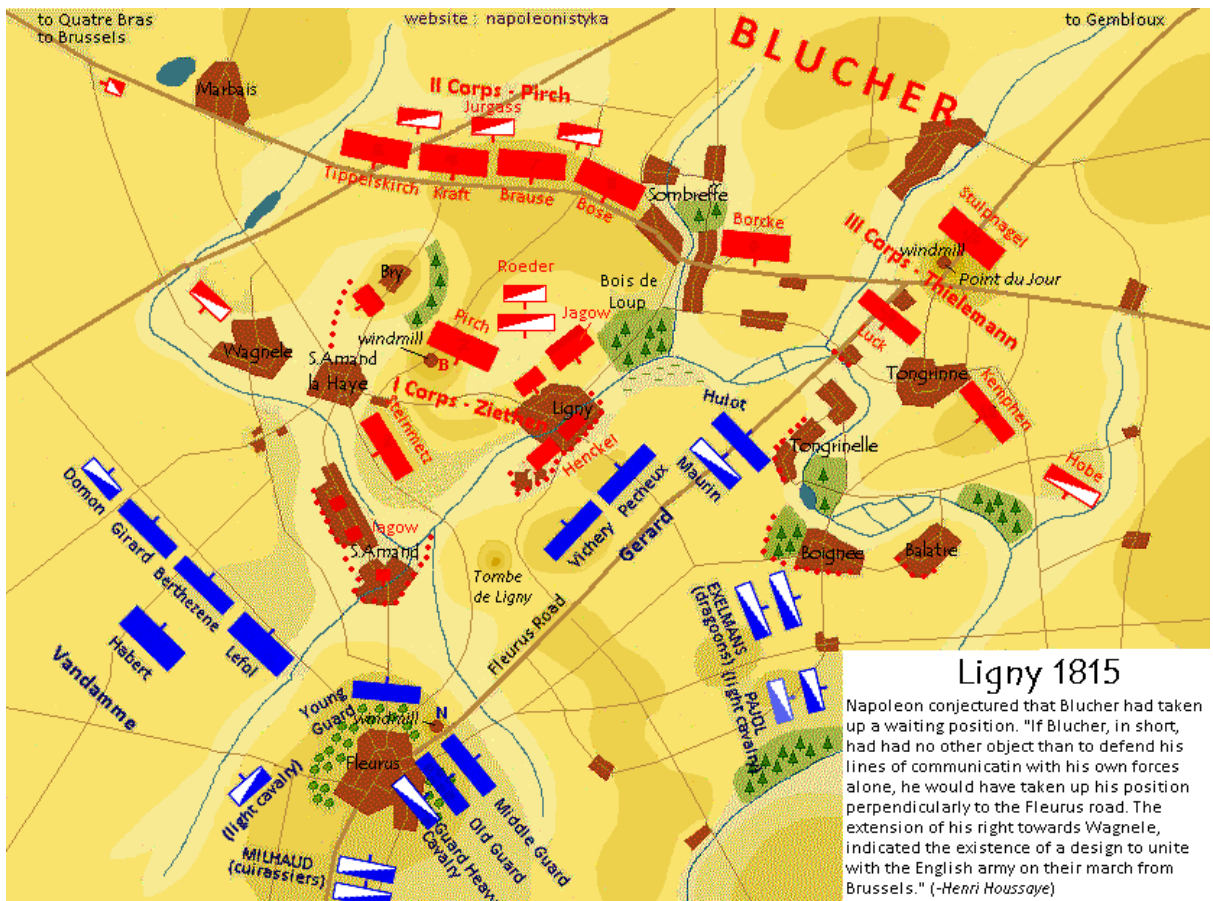 to Quatre Bras
to Brussels
website : napoleonistyka
to Gembloux
BLUCHER
Marbais
II Corps - Pirch
Jurgass
Tippelskirch
Kraft
Brause
Bose
Sombreffe
Borcke
Stulpnagel
windmill
Point du Jour
III Corps - Thielemann
Bry
Roeder
Bois de
Loup
Pirch
Jagow
windmill
B
Luck
Wagnele
S.Amand
la Haye
Tongrinne
Kemphen
I Corps - Ziethen
Steinmetz
Ligny
Henckel
Hulot
Maurin
Tongrinelle
Hobe
Domon
Girard
Berthezene
Lefol
Habert
Vandamme
Jagow
S.Amand
Pecheux
Vichery
Gerard
Tombe
de Ligny
Boignee
Balatre
Fleurus Road
EXELMANS
(dragoons)
PAJOL
(light cavalry)
Young
Guard
windmill
N
Fleurus
(light cavalry)
Middle Guard
Old Guard
Guard Heavy
Cavalry
MILHAUD
(cuirassiers)
Ligny 1815
Napoleon conjectured that Blucher had taken
up a waiting position. "If Blucher, in short,
had had no other object than to defend his
lines of communicatin with his own forces
alone, he would have taken up his position
perpendicularly to the Fleurus road. The
extension of his right towards Wagnele,
indicated the existence of a design to unite
with the English army on their march from
Brussels." (-Henri Houssaye)